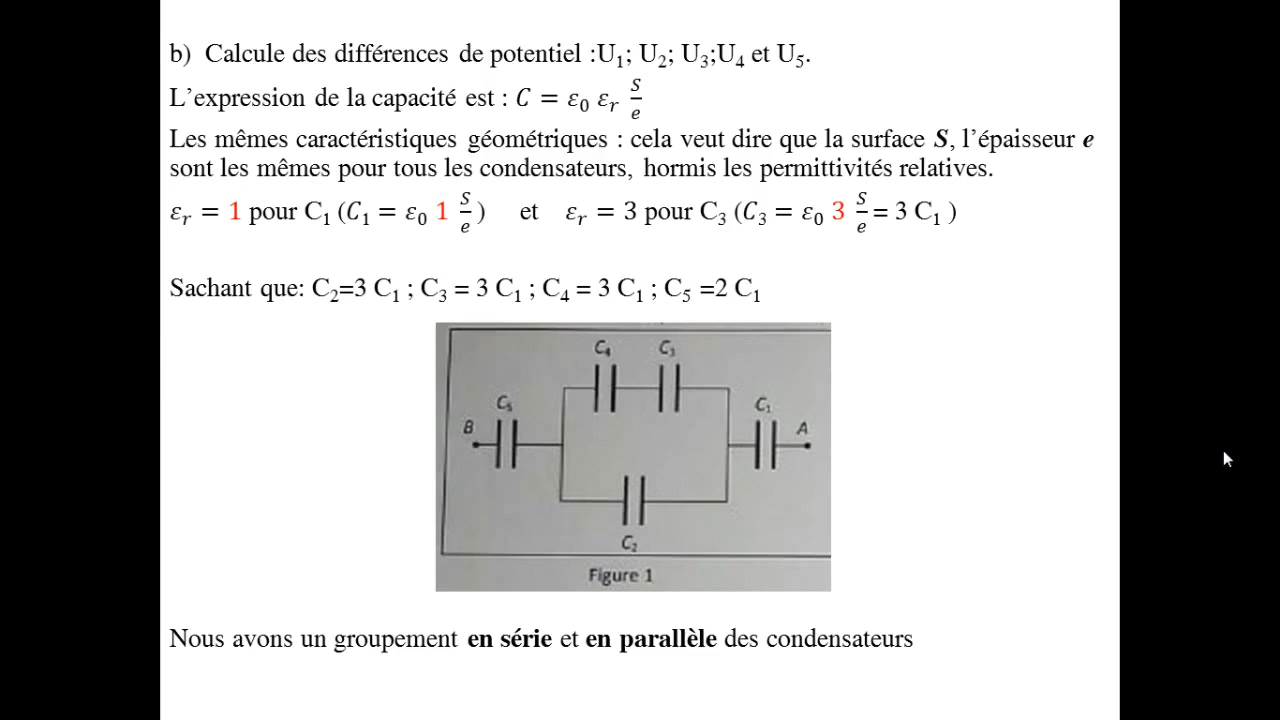 b) Calcule des différences de potentiel :U₁; U₂; U₃;U₄ et U₅.
L'expression de la capacité est : C = ε₀ εᵣ S/e
Les mêmes caractéristiques géométriques : cela veut dire que la surface S, l'épaisseur e
sont les mêmes pour tous les condensateurs, hormis les permittivités relatives.
εᵣ = 1 pour C₁ (C₁ = ε₀ 1 S/e) et εᵣ = 3 pour C₃ (C₃ = ε₀ 3 S/e = 3 C₁ )
Sachant que: C₂=3 C₁ ; C₃ = 3 C₁ ; C₄ = 3 C₁ ; C₅ =2 C₁
C₄ C₃
C₅ C₁
B A
C₂
Figure 1
Nous avons un groupement en série et en parallèle des condensateurs